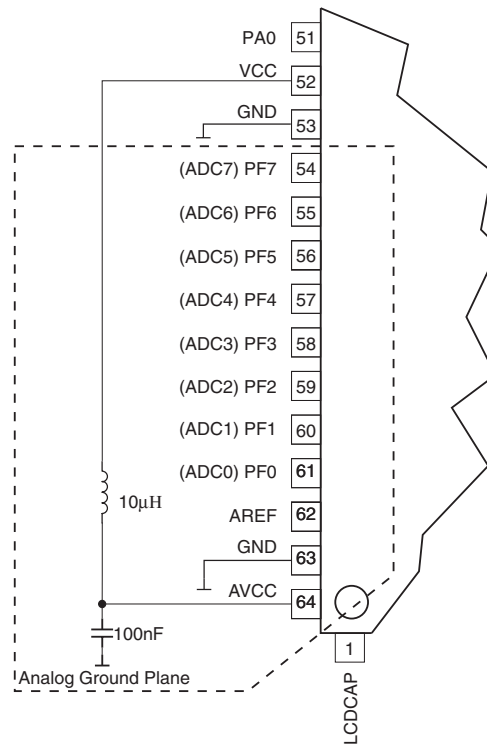 PA0 51
VCC 52
GND 53
(ADC7) PF7 54
(ADC6) PF6 55
(ADC5) PF5 56
(ADC4) PF4 57
(ADC3) PF3 58
(ADC2) PF2 59
(ADC1) PF1 60
(ADC0) PF0 61
10μH
AREF 62
GND 63
AVCC 64
100nF
Analog Ground Plane
1
LCDCAP